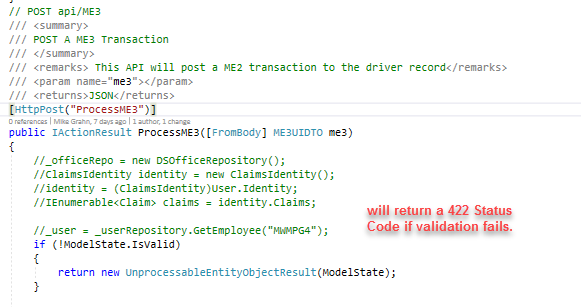 // POST api/ME3
/// <summary>
/// POST A ME3 Transaction
/// </summary>
/// <remarks> This API will post a ME2 transaction to the driver record</remarks>
/// <param name="me3"></param>
/// <returns>JSON</returns>
[HttpPost("ProcessME3")]
0 references | Mike Grahn, 7 days ago | 1 author, 1 change
public IActionResult ProcessME3([FromBody] ME3UIDTO me3)
{
//_officeRepo = new DSOfficeRepository();
//ClaimsIdentity identity = new ClaimsIdentity();
//identity = (ClaimsIdentity)User.Identity;
//IEnumerable<Claim> claims = identity.Claims;
//_user = _userRepository.GetEmployee("MWMPG4");
if (!ModelState.IsValid)
{
return new UnprocessableEntityObjectResult(ModelState);
}
will return a 422 Status
Code if validation fails.